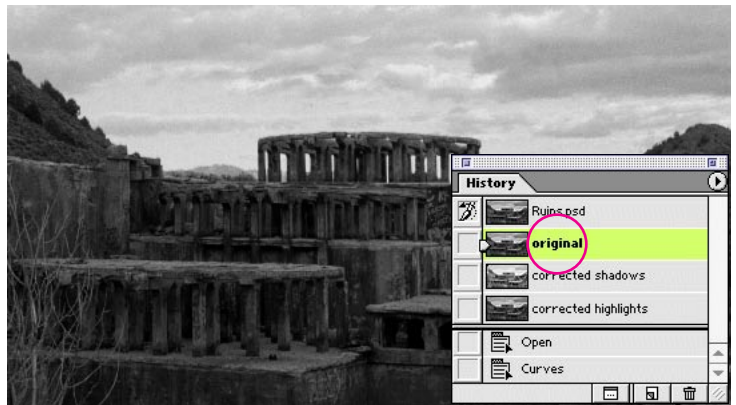 History
Ruins.psd
original
corrected shadows
corrected highlights
Open
Curves